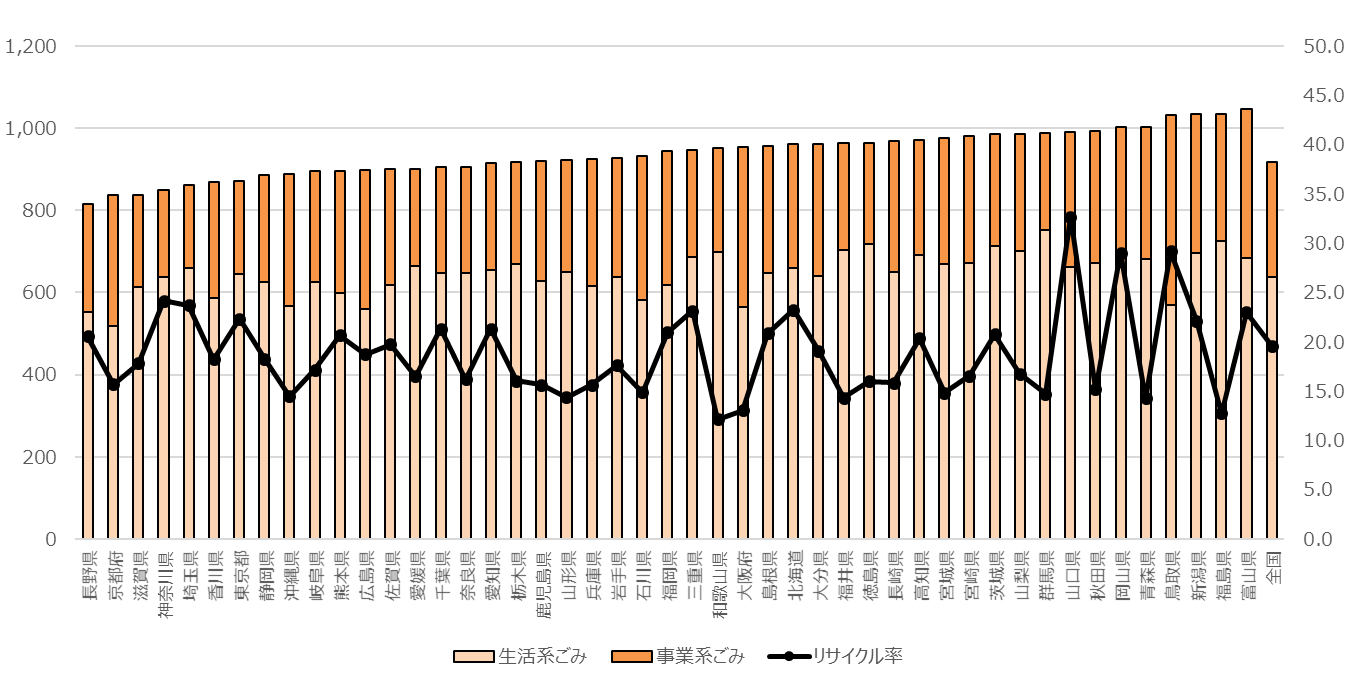 1,200
1,000
800
600
400
200
0
50.0
45.0
40.0
35.0
30.0
25.0
20.0
15.0
10.0
5.0
0.0
長野県
京都府
滋賀県
神奈川県
埼玉県
香川県
東京都
静岡県
沖縄県
岐阜県
熊本県
広島県
佐賀県
愛媛県
千葉県
奈良県
愛知県
栃木県
鹿児島県
山形県
兵庫県
岩手県
石川県
福岡県
三重県
和歌山県
大阪府
島根県
北海道
大分県
福井県
徳島県
長崎県
高知県
宮城県
宮崎県
茨城県
山梨県
群馬県
山口県
秋田県
岡山県
青森県
鳥取県
新潟県
福島県
富山県
全国
生活系ごみ
事業系ごみ
リサイクル率